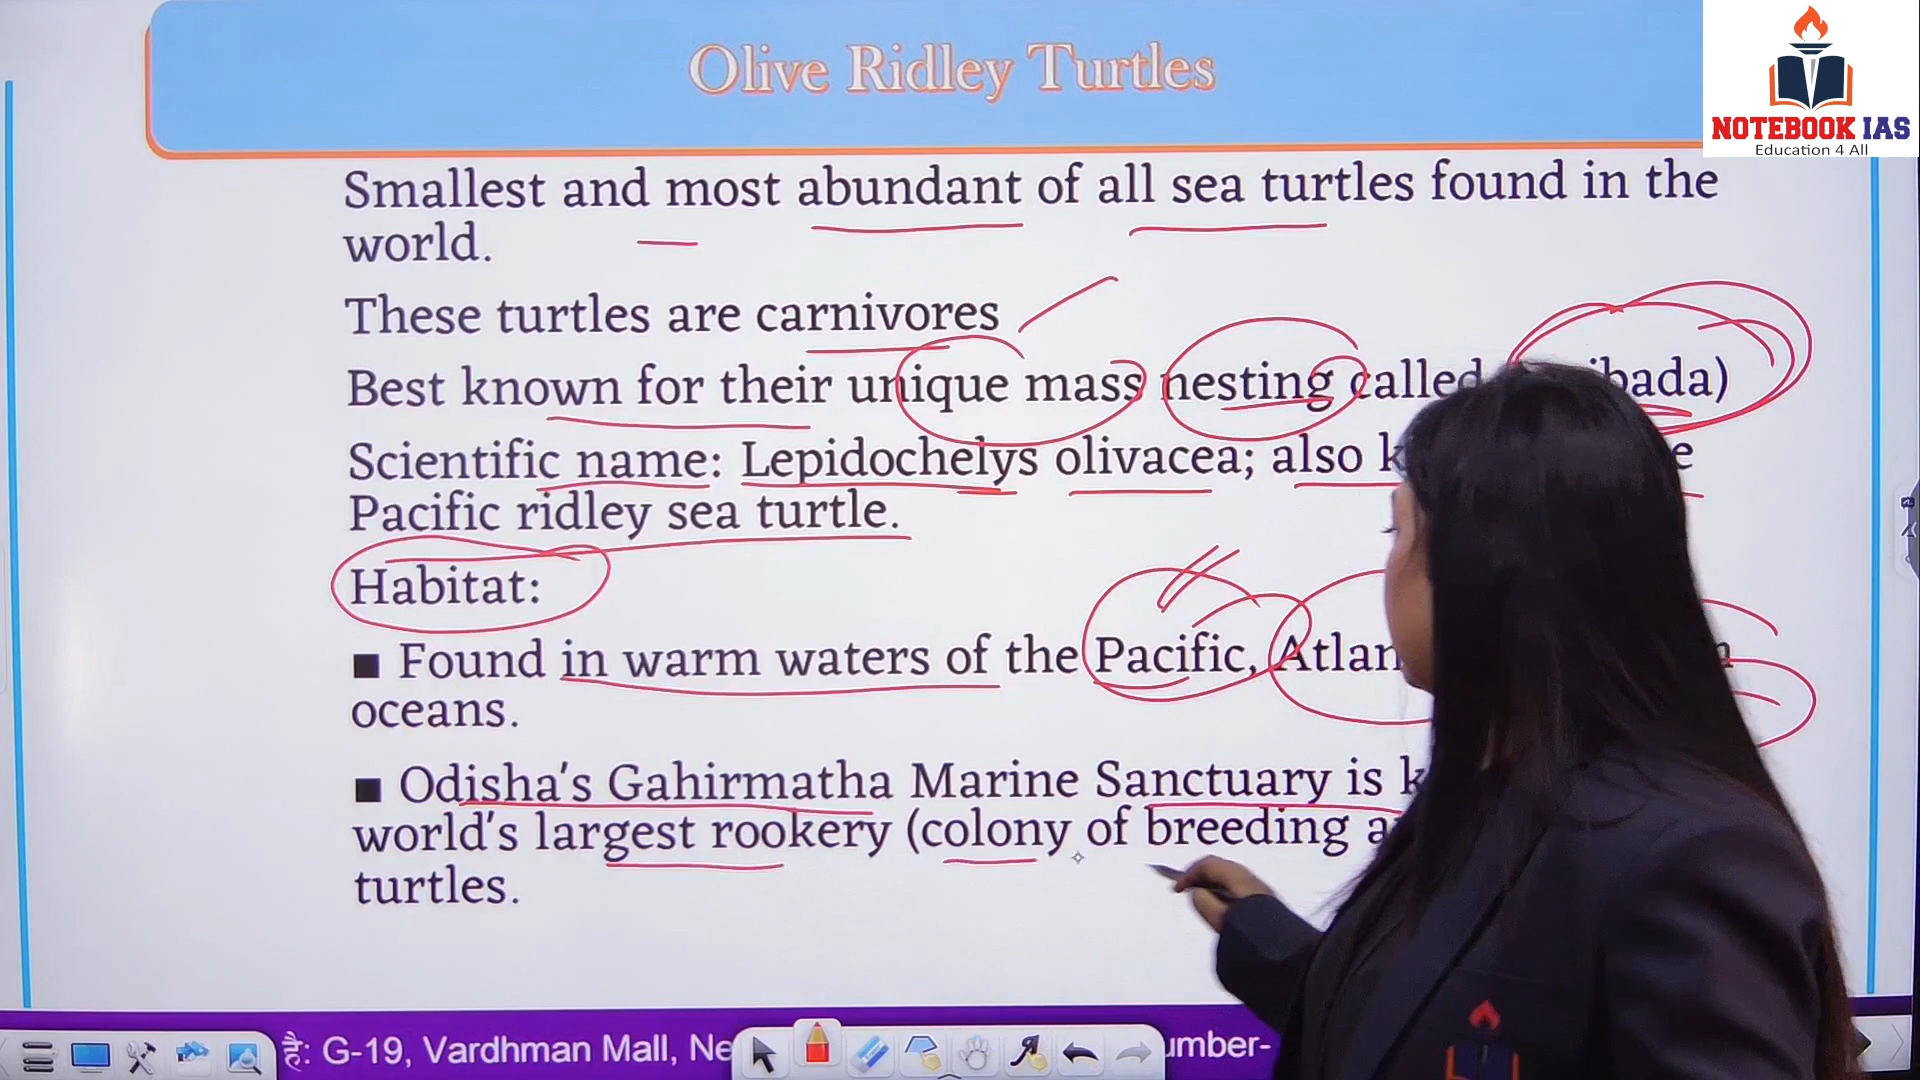 Olive Ridley Turtles
NOTEBOOK IAS
Education 4 All
Smallest and most abundant of all sea turtles found in the
world.
These turtles are carnivores
Best known for their unique mass nesting called
Scientific name: Lepidochelys olivacea; also
Pacific ridley sea turtle.
Habitat:
■ Found in warm waters of the Pacific,
oceans.
■ Odisha's Gahirmatha Marine Sanctuary is
world's largest rookery (colony of breeding
turtles.
है: G-19, Vardhman Mall,